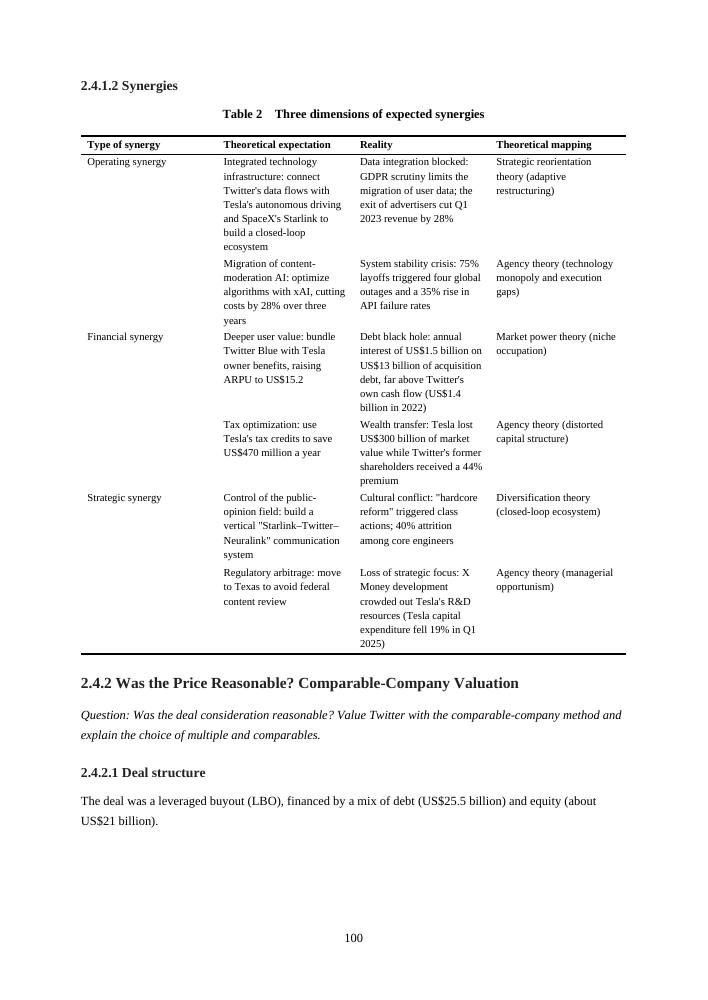 2.4.1.2 Synergies
Table 2 Three dimensions of expected synergies
Type of synergy Theoretical expectation Reality Theoretical mapping
Operating synergy
Integrated technology
infrastructure: connect
Twitter's data flows with
Tesla's autonomous driving
and SpaceX's Starlink to
build a closed-loop
ecosystem
Data integration blocked:
GDPR scrutiny limits the
migration of user data; the
exit of advertisers cut Q1
2023 revenue by 28%
Strategic reorientation
theory (adaptive
restructuring)
Migration of content-
moderation AI: optimize
algorithms with xAI, cutting
costs by 28% over three
years
System stability crisis: 75%
layoffs triggered four global
outages and a 35% rise in
API failure rates
Agency theory (technology
monopoly and execution
gaps)
Financial synergy
Deeper user value: bundle
Twitter Blue with Tesla
owner benefits, raising
ARPU to US$15.2
Debt black hole: annual
interest of US$1.5 billion on
US$13 billion of acquisition
debt, far above Twitter's
own cash flow (US$1.4
billion in 2022)
Market power theory (niche
occupation)
Tax optimization: use
Tesla's tax credits to save
US$470 million a year
Wealth transfer: Tesla lost
US$300 billion of market
value while Twitter's former
shareholders received a 44%
premium
Agency theory (distorted
capital structure)
Strategic synergy
Control of the public-
opinion field: build a
vertical "Starlink–Twitter–
Neuralink" communication
system
Cultural conflict: "hardcore
reform" triggered class
actions; 40% attrition
among core engineers
Diversification theory
(closed-loop ecosystem)
Regulatory arbitrage: move
to Texas to avoid federal
content review
Loss of strategic focus: X
Money development
crowded out Tesla's R&D
resources (Tesla capital
expenditure fell 19% in Q1
2025)
Agency theory (managerial
opportunism)
2.4.2 Was the Price Reasonable? Comparable-Company Valuation
Question: Was the deal consideration reasonable? Value Twitter with the comparable-company method and
explain the choice of multiple and comparables.
2.4.2.1 Deal structure
The deal was a leveraged buyout (LBO), financed by a mix of debt (US$25.5 billion) and equity (about
US$21 billion).
100